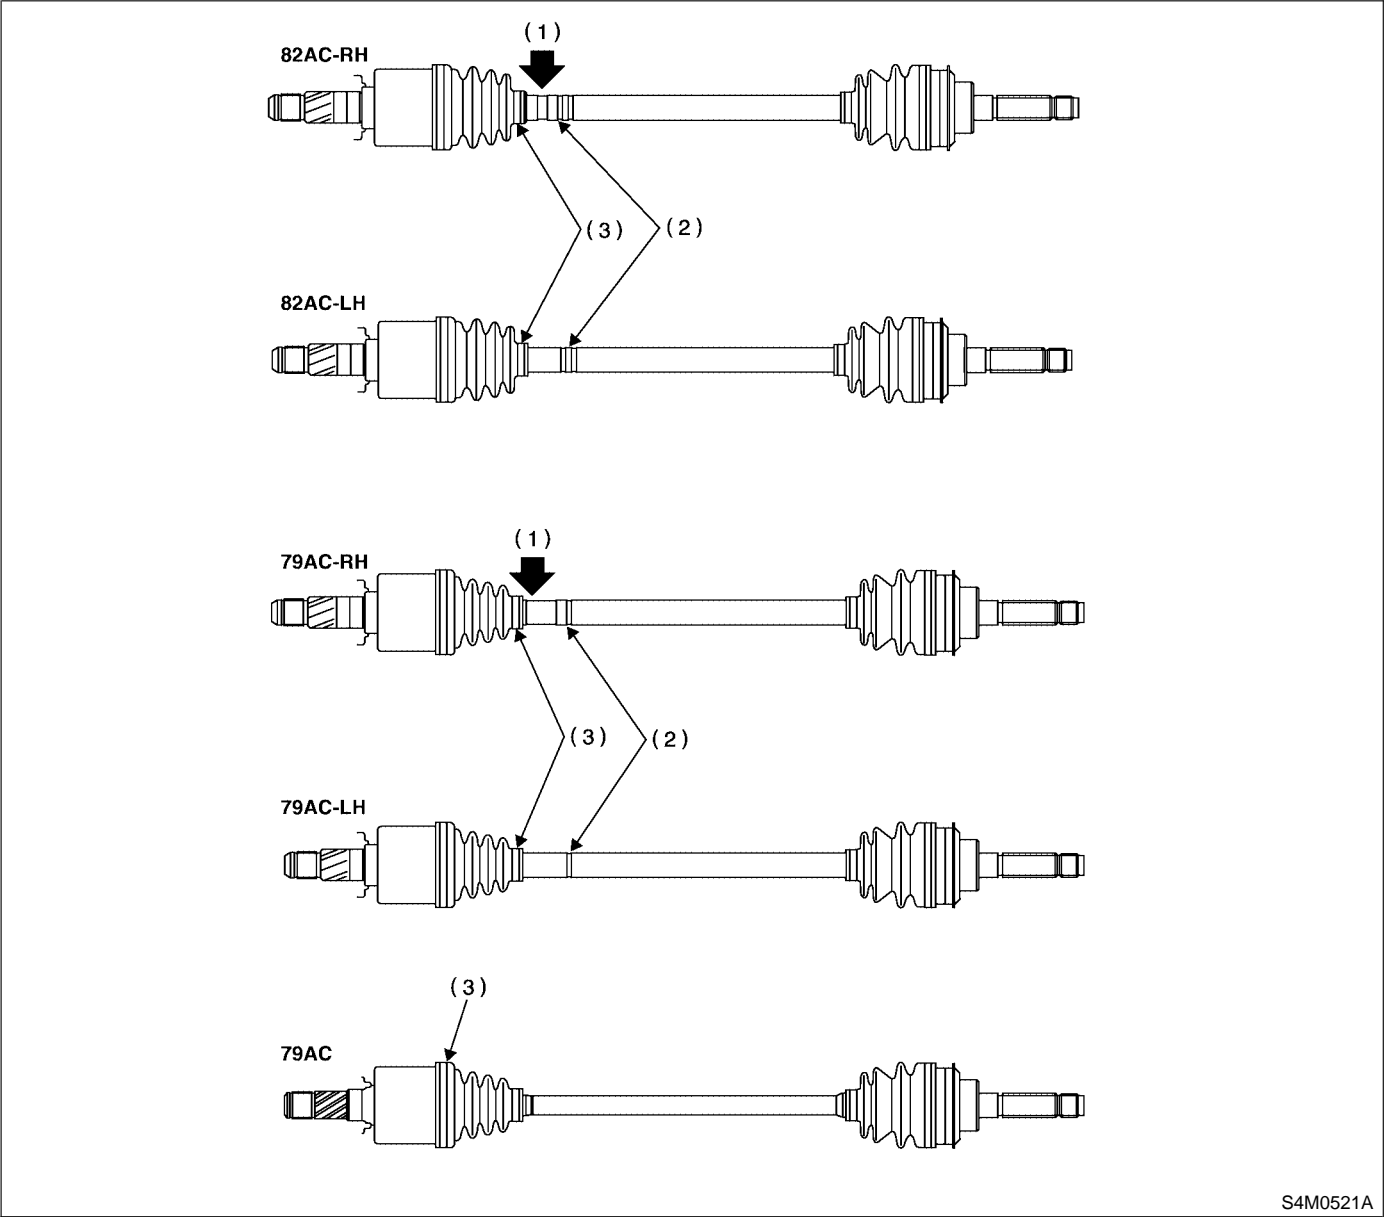 ( 1 )
82AC-RH
( 3 )
( 2 )
82AC-LH
( 1 )
79AC-RH
( 3 )
( 2 )
79AC-LH
( 3 )
79AC
S4M0521A